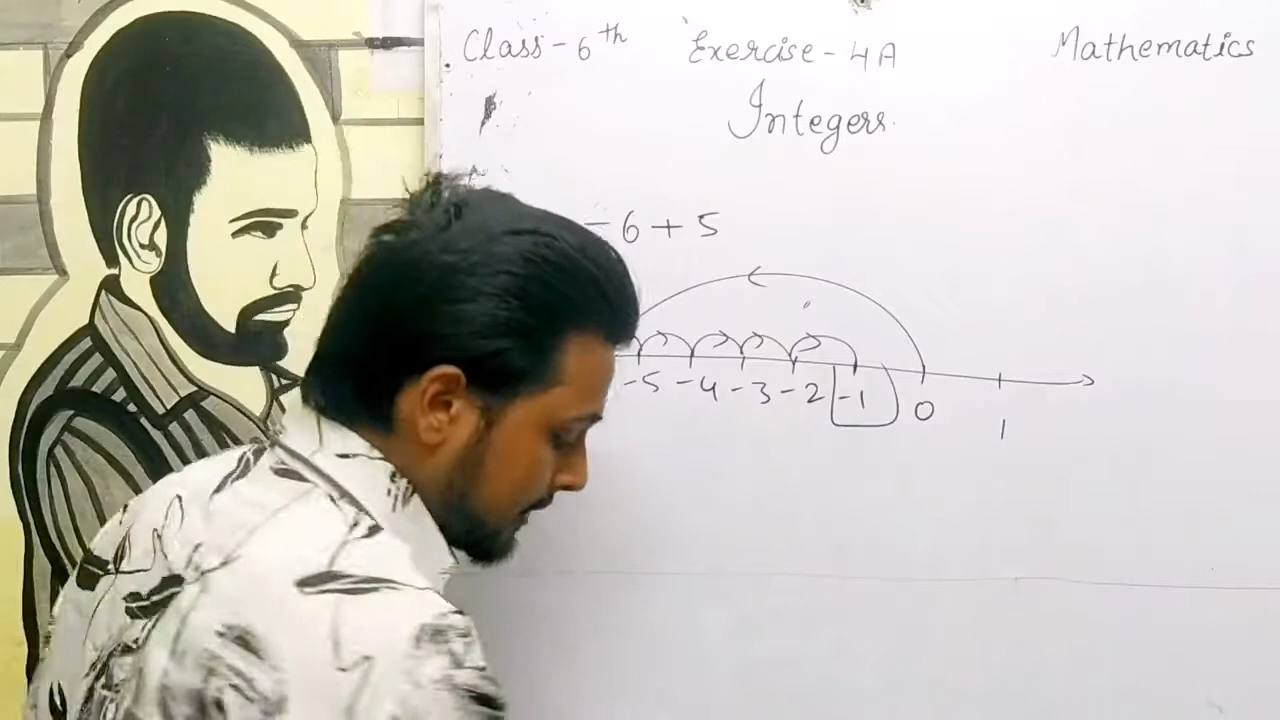 Class - 6th Exercise - 4A Mathematics
Integers
- 6 + 5
-5 -4 -3 -2 -1 0 1